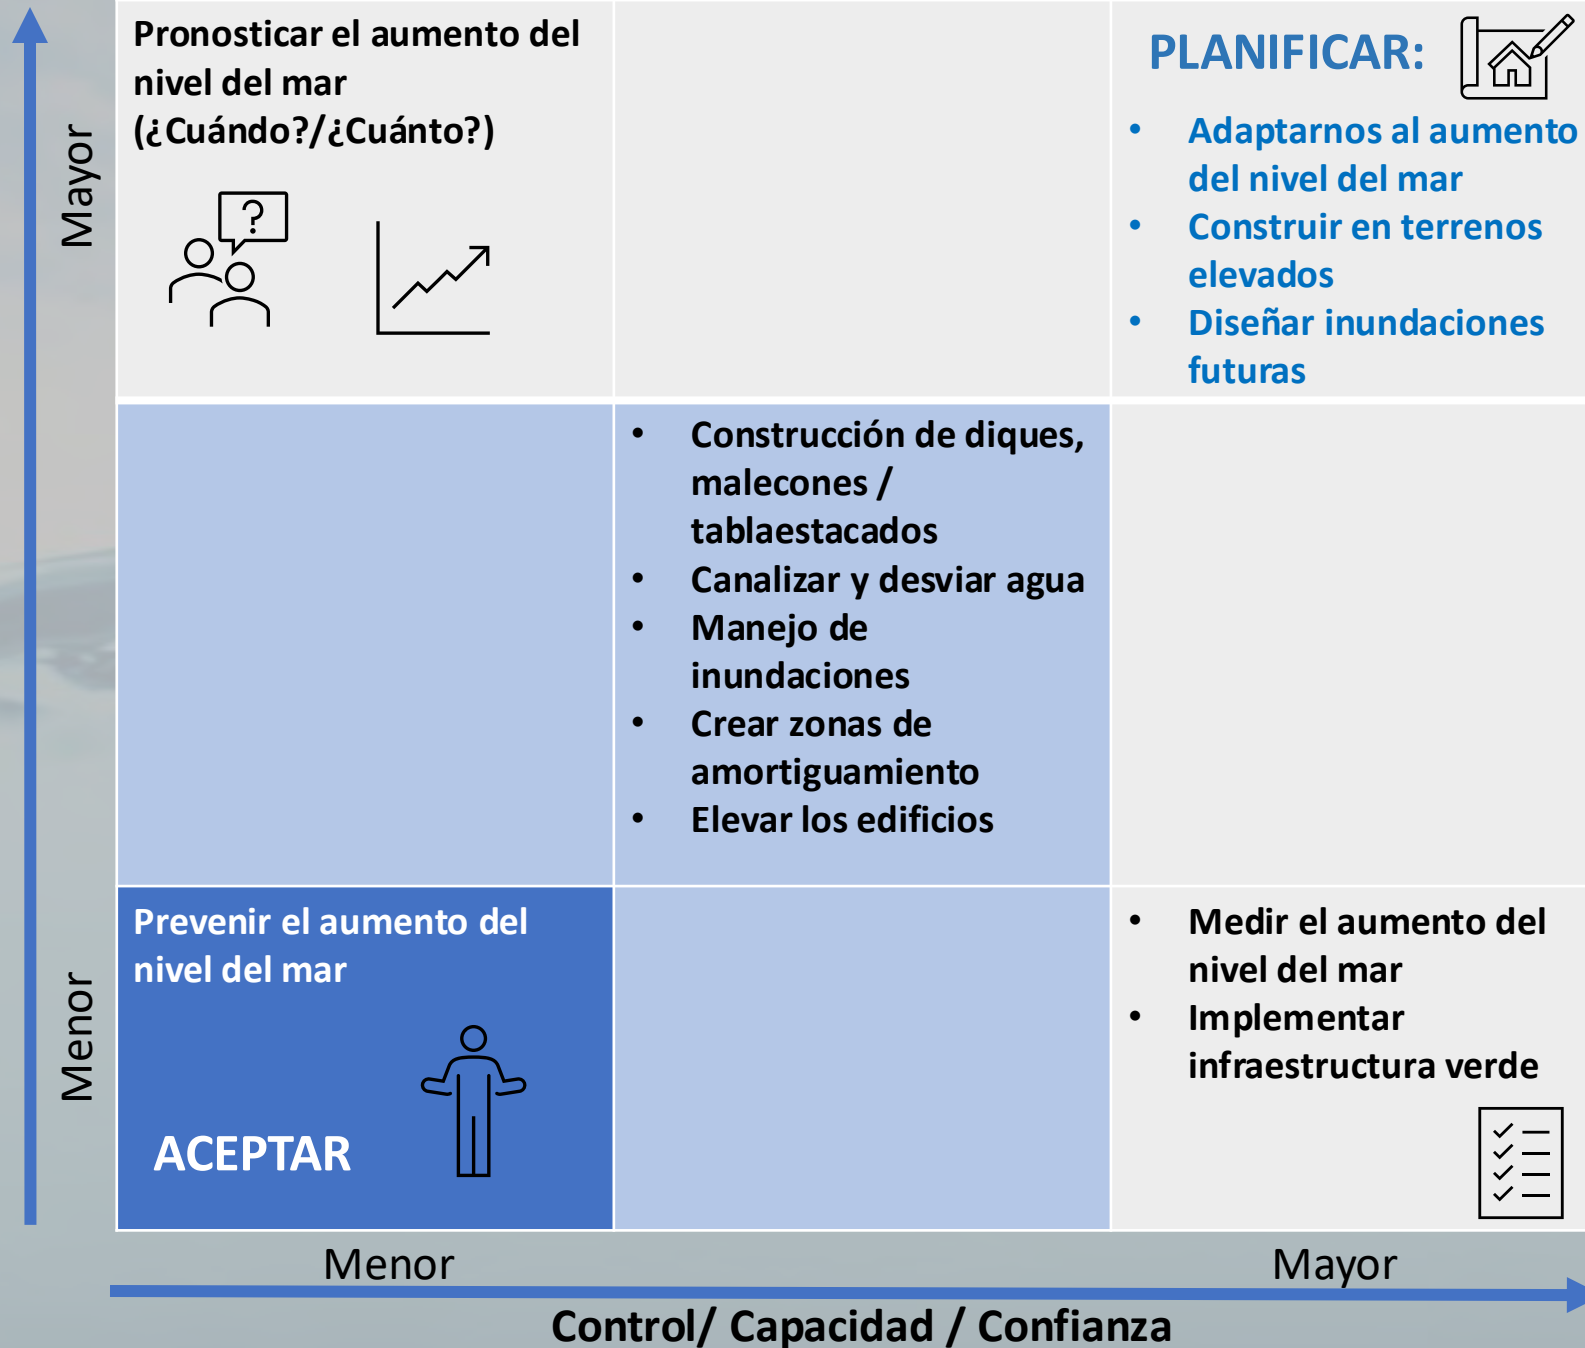 Mayor
Pronosticar el aumento del
nivel del mar
(¿Cuándo?/¿Cuánto?)
?
PLANIFICAR:
• Adaptarnos al aumento
del nivel del mar
• Construir en terrenos
elevados
• Diseñar inundaciones
futuras
• Construcción de diques,
malecones /
tablaestacados
• Canalizar y desviar agua
• Manejo de
inundaciones
• Crear zonas de
amortiguamiento
• Elevar los edificios
Menor
Prevenir el aumento del
nivel del mar
ACEPTAR
• Medir el aumento del
nivel del mar
• Implementar
infraestructura verde
Menor
Mayor
Control/ Capacidad / Confianza